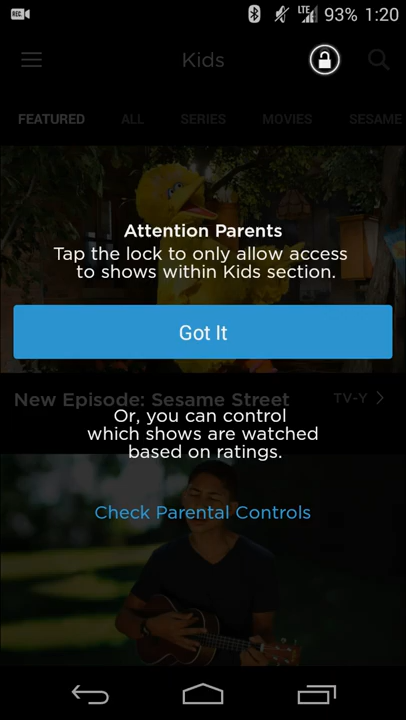 REC
LTE 93% 1:20
Kids
FEATURED ALL SERIES MOVIES SESAME
Attention Parents
Tap the lock to only allow access
to shows within Kids section.
Got It
New Episode: Sesame Street TV-Y
Or, you can control
which shows are watched
based on ratings.
Check Parental Controls